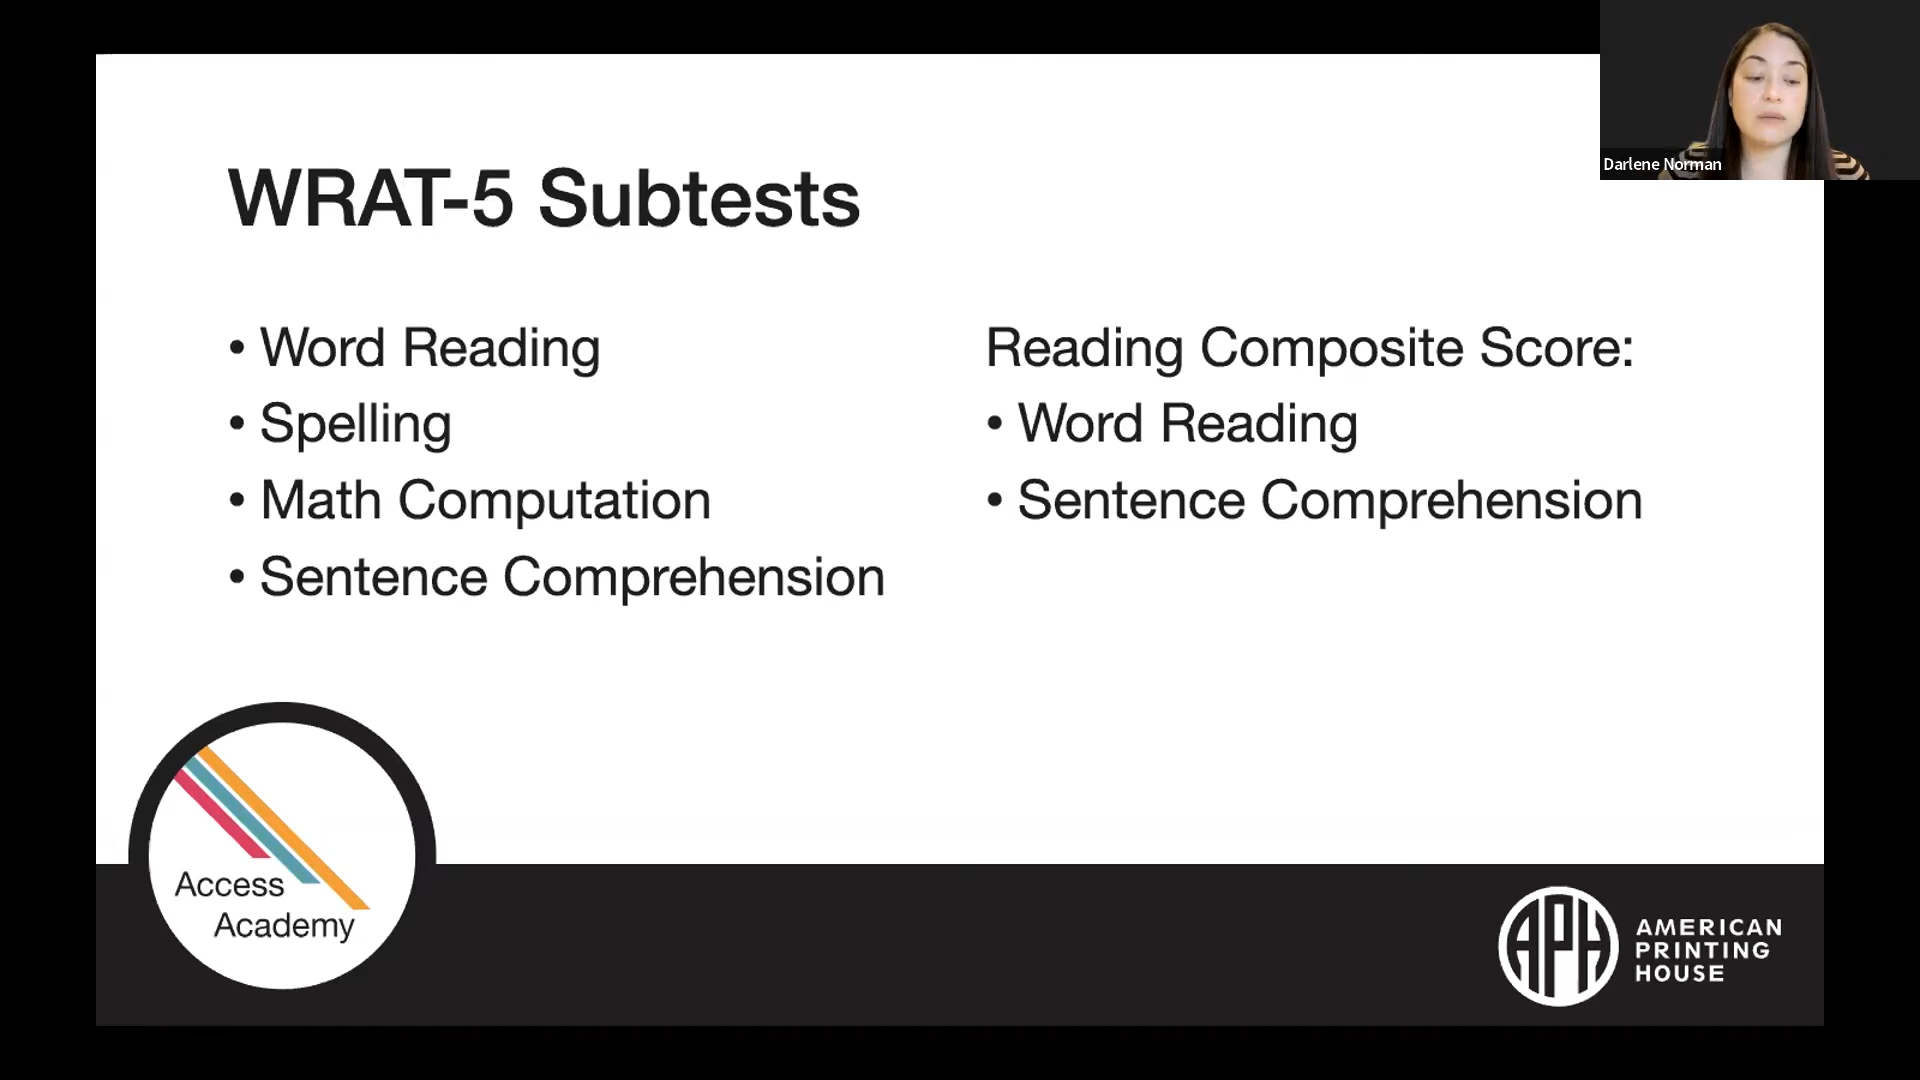 Darlene Norman
WRAT-5 Subtests
• Word Reading
• Spelling
• Math Computation
• Sentence Comprehension
Reading Composite Score:
• Word Reading
• Sentence Comprehension
Access
Academy
APH
AMERICAN
PRINTING
HOUSE